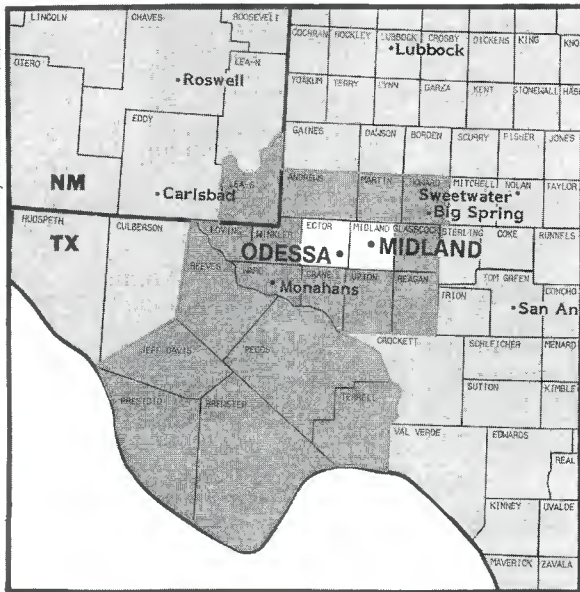 LINCOLN CHAVES ROOSEVELT
COCHRAN HOCKLEY LUBBOCK CROSBY DICKENS KING KNO
Lubbock
OTERO LEA-N
Roswell
YOAKUM TERRY LYNN GARZA KENT STONEWALL HAS
EDDY
GAINES DAWSON BORDEN SCURRY FISHER JONES
NM
Carlsbad
LEA-S
ANDREWS MARTIN HOWARD MITCHELL NOLAN TAYLOR
Sweetwater
Big Spring
HUDSPETH
TX
CULBERSON
LOVING WINKLER ECTOR MIDLAND GLASSCOCK STERLING COKE RUNNELS
ODESSA MIDLAND
REEVES WARD CRANE UPTON REAGAN TOM GREEN CONCHO
Monahans
IRION
San An
CROCKETT SCHLEICHER MENARD
JEFF DAVIS PECOS
SUTTON KIMBLE
PRESIDIO BREWSTER TERRELL
VAL VERDE EDWARDS
REAL
KINNEY UVALDE
MAVERICK ZAVALA